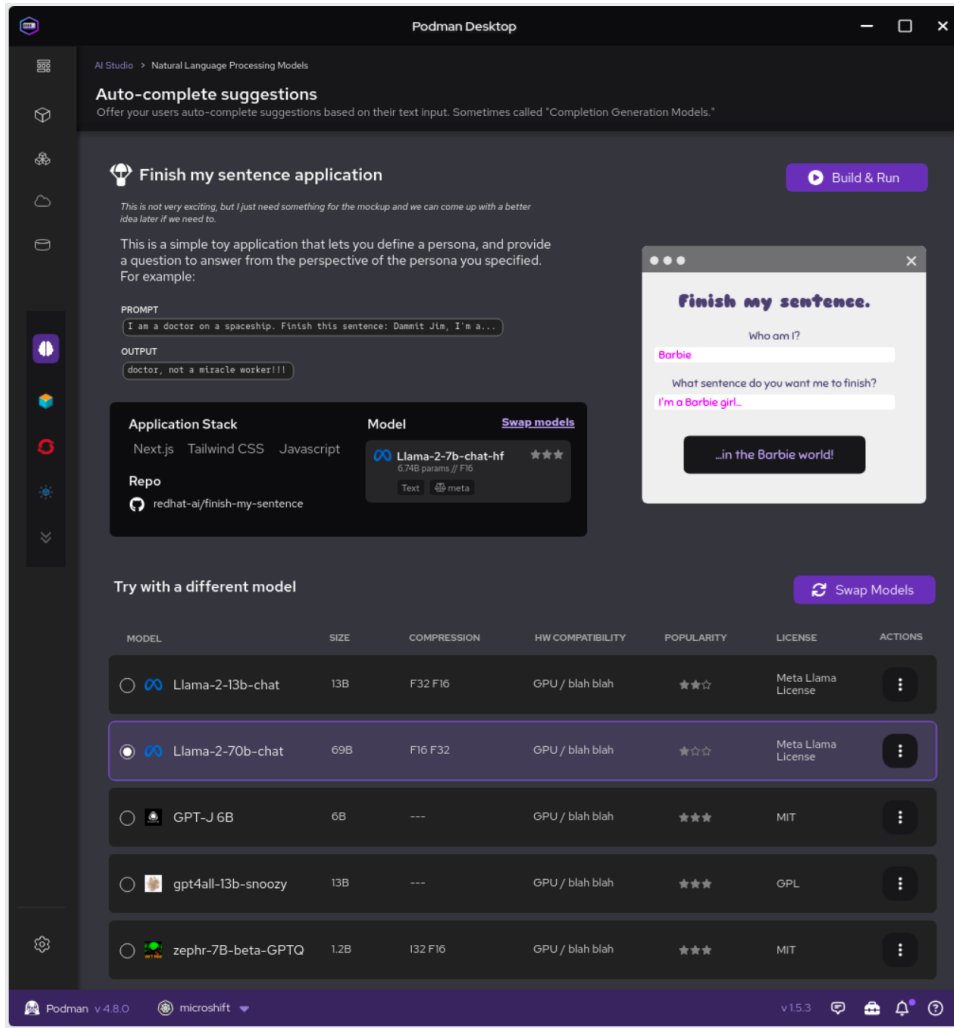 Podman Desktop
AI Studio > Natural Language Processing Models
Auto-complete suggestions
Offer your users auto-complete suggestions based on their text input. Sometimes called "Completion Generation Models."
Finish my sentence application
Build & Run
This is not very exciting, but I just need something for the mockup and we can come up with a better
idea later if we need to.
This is a simple toy application that lets you define a persona, and provide
a question to answer from the perspective of the persona you specified.
For example:
PROMPT
I am a doctor on a spaceship. Finish this sentence: Dammit Jim, I'm a...
OUTPUT
doctor, not a miracle worker!!!
Finish my sentence.
Who am I?
Barbie
What sentence do you want me to finish?
I'm a Barbie girl...
...in the Barbie world!
Application Stack
Next.js Tailwind CSS Javascript
Repo
redhat-ai/finish-my-sentence
Model
Swap models
Llama-2-7b-chat-hf
6.74B params // F16
Text meta
Try with a different model
Swap Models
MODEL SIZE COMPRESSION HW COMPATIBILITY POPULARITY LICENSE ACTIONS
Llama-2-13b-chat 13B F32 F16 GPU / blah blah Meta Llama
License
Llama-2-70b-chat 69B F16 F32 GPU / blah blah Meta Llama
License
GPT-J 6B 6B --- GPU / blah blah MIT
gpt4all-13b-snoozy 13B --- GPU / blah blah GPL
zephr-7B-beta-GPTQ 1.2B I32 F16 GPU / blah blah MIT
Podman v 4.8.0 microshift v1.5.3